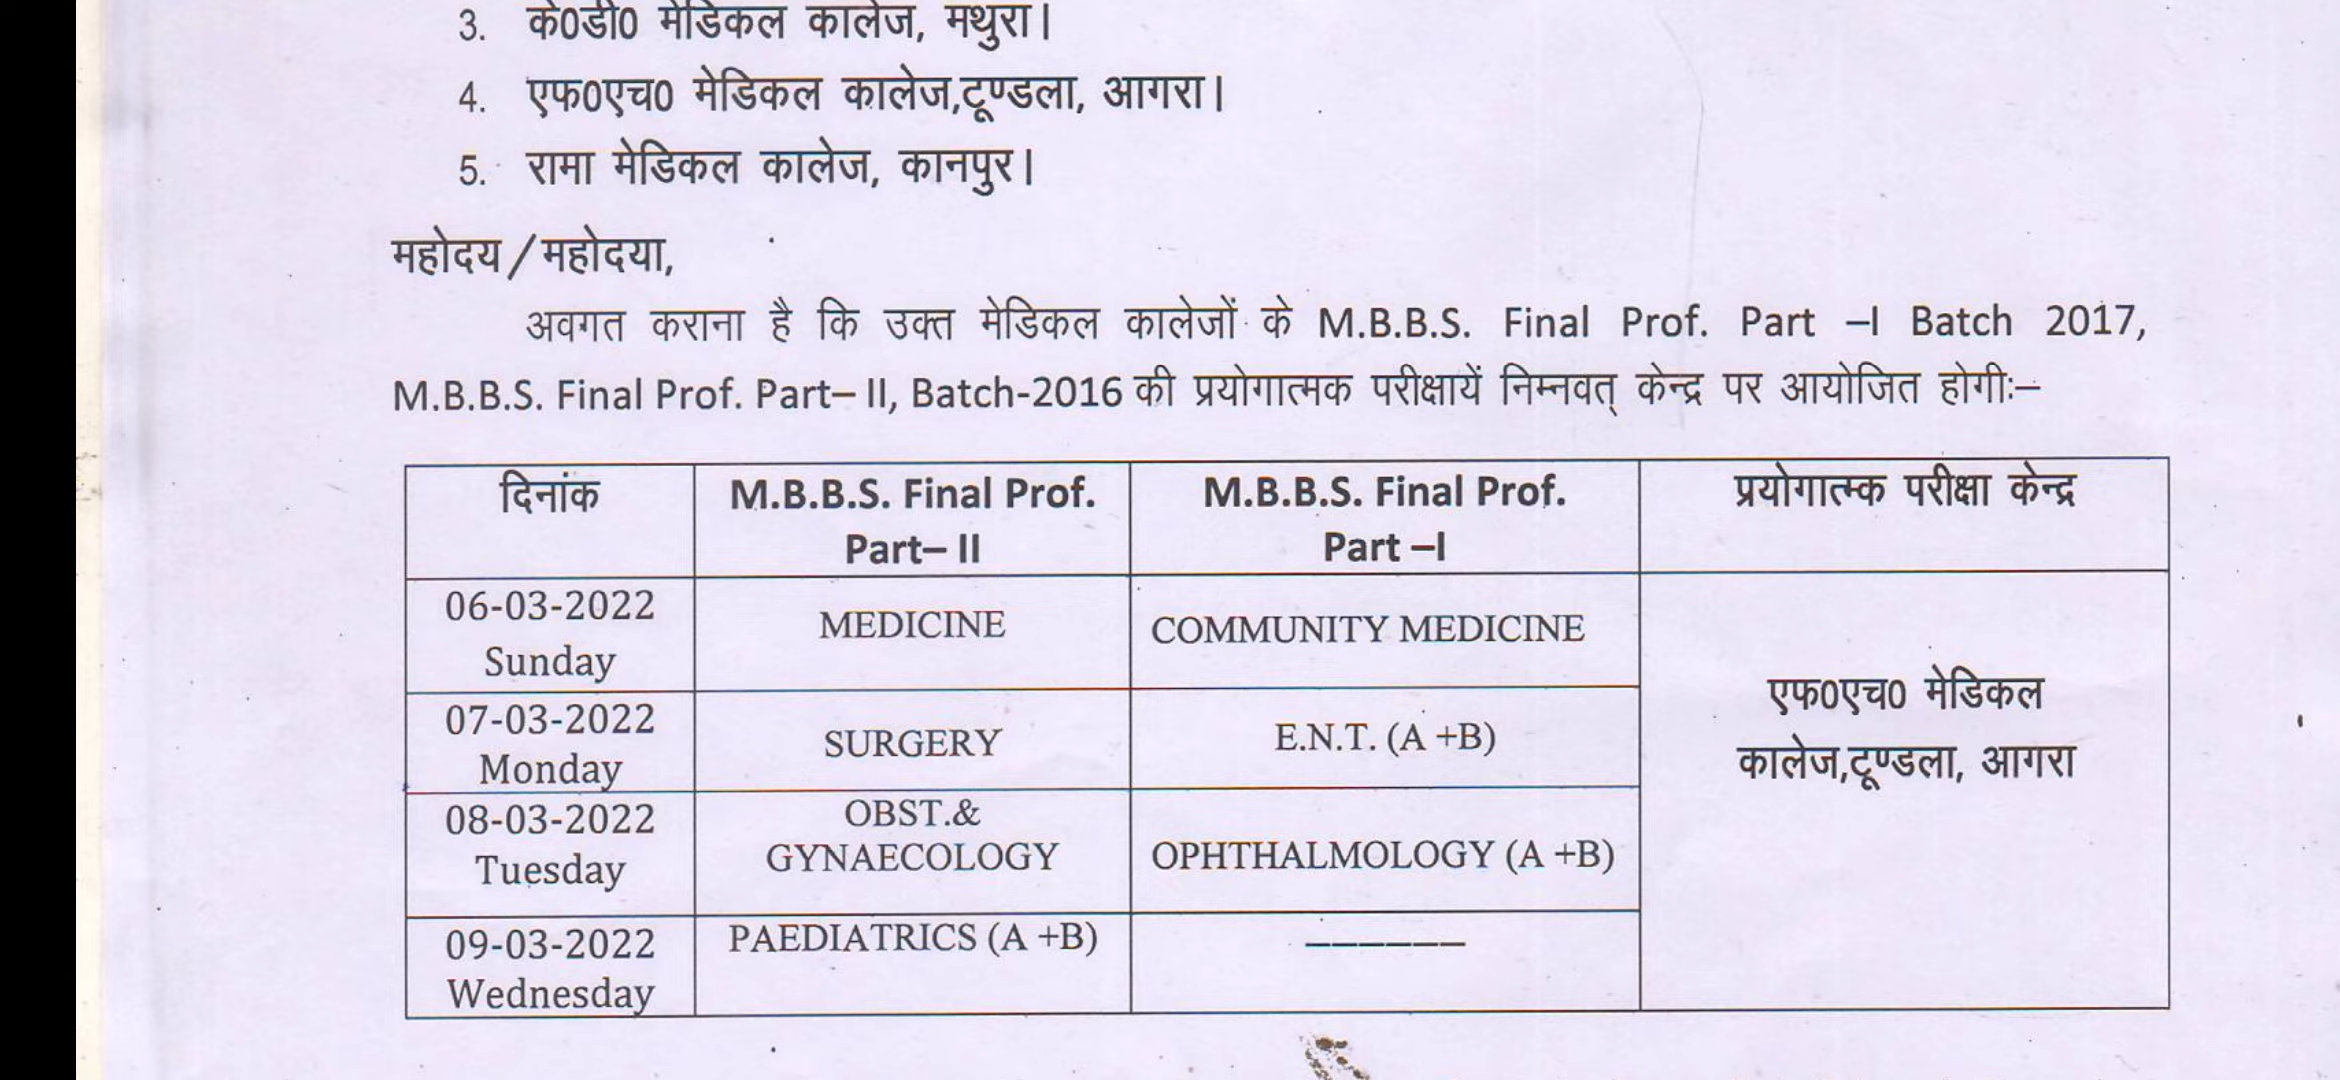 3. के0डी0 मेडिकल कालेज, मथुरा।
4. एफ0एच0 मेडिकल कालेज,टूण्डला, आगरा।
5. रामा मेडिकल कालेज, कानपुर।
महोदय/महोदया,
अवगत कराना है कि उक्त मेडिकल कालेजों के M.B.B.S. Final Prof. Part –I Batch 2017,
M.B.B.S. Final Prof. Part– II, Batch-2016 की प्रयोगात्मक परीक्षायें निम्नवत् केन्द्र पर आयोजित होगीः–
दिनांक M.B.B.S. Final Prof. M.B.B.S. Final Prof. प्रयोगात्म्क परीक्षा केन्द्र
Part– II Part –I
06-03-2022 MEDICINE COMMUNITY MEDICINE
Sunday
07-03-2022 SURGERY E.N.T. (A +B)
Monday
एफ0एच0 मेडिकल
कालेज,टूण्डला, आगरा
08-03-2022 OBST.&
Tuesday GYNAECOLOGY OPHTHALMOLOGY (A +B)
09-03-2022 PAEDIATRICS (A +B) ------
Wednesday